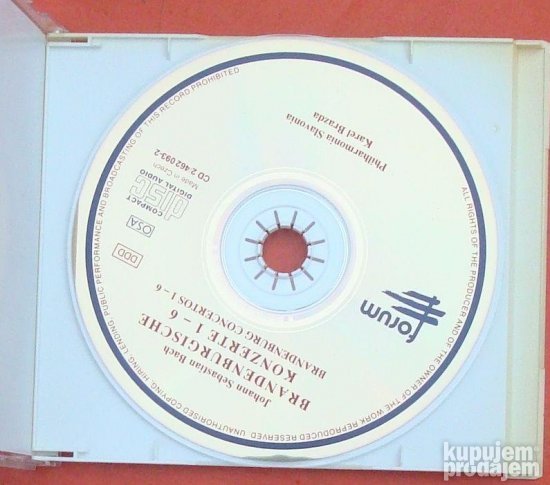 Johann Sebastian Bach
BRANDENBURGISCHE
KONZERTE 1 – 6
BRANDENBURG CONCERTOS 1 – 6
forum
DDD
OSA
COMPACT
disc
DIGITAL AUDIO
Made in Czech
CD 2-462 093-2
Philharmonia Slavonia
Karel Brazda
ALL RIGHTS OF THE PRODUCER AND OF THE OWNER OF THE WORK REPRODUCED RESERVED UNAUTHORISED COPYING, HIRING, LENDING, PUBLIC PERFORMANCE AND BROADCASTING OF THIS RECORD PROHIBITED
kupujem
prodajem